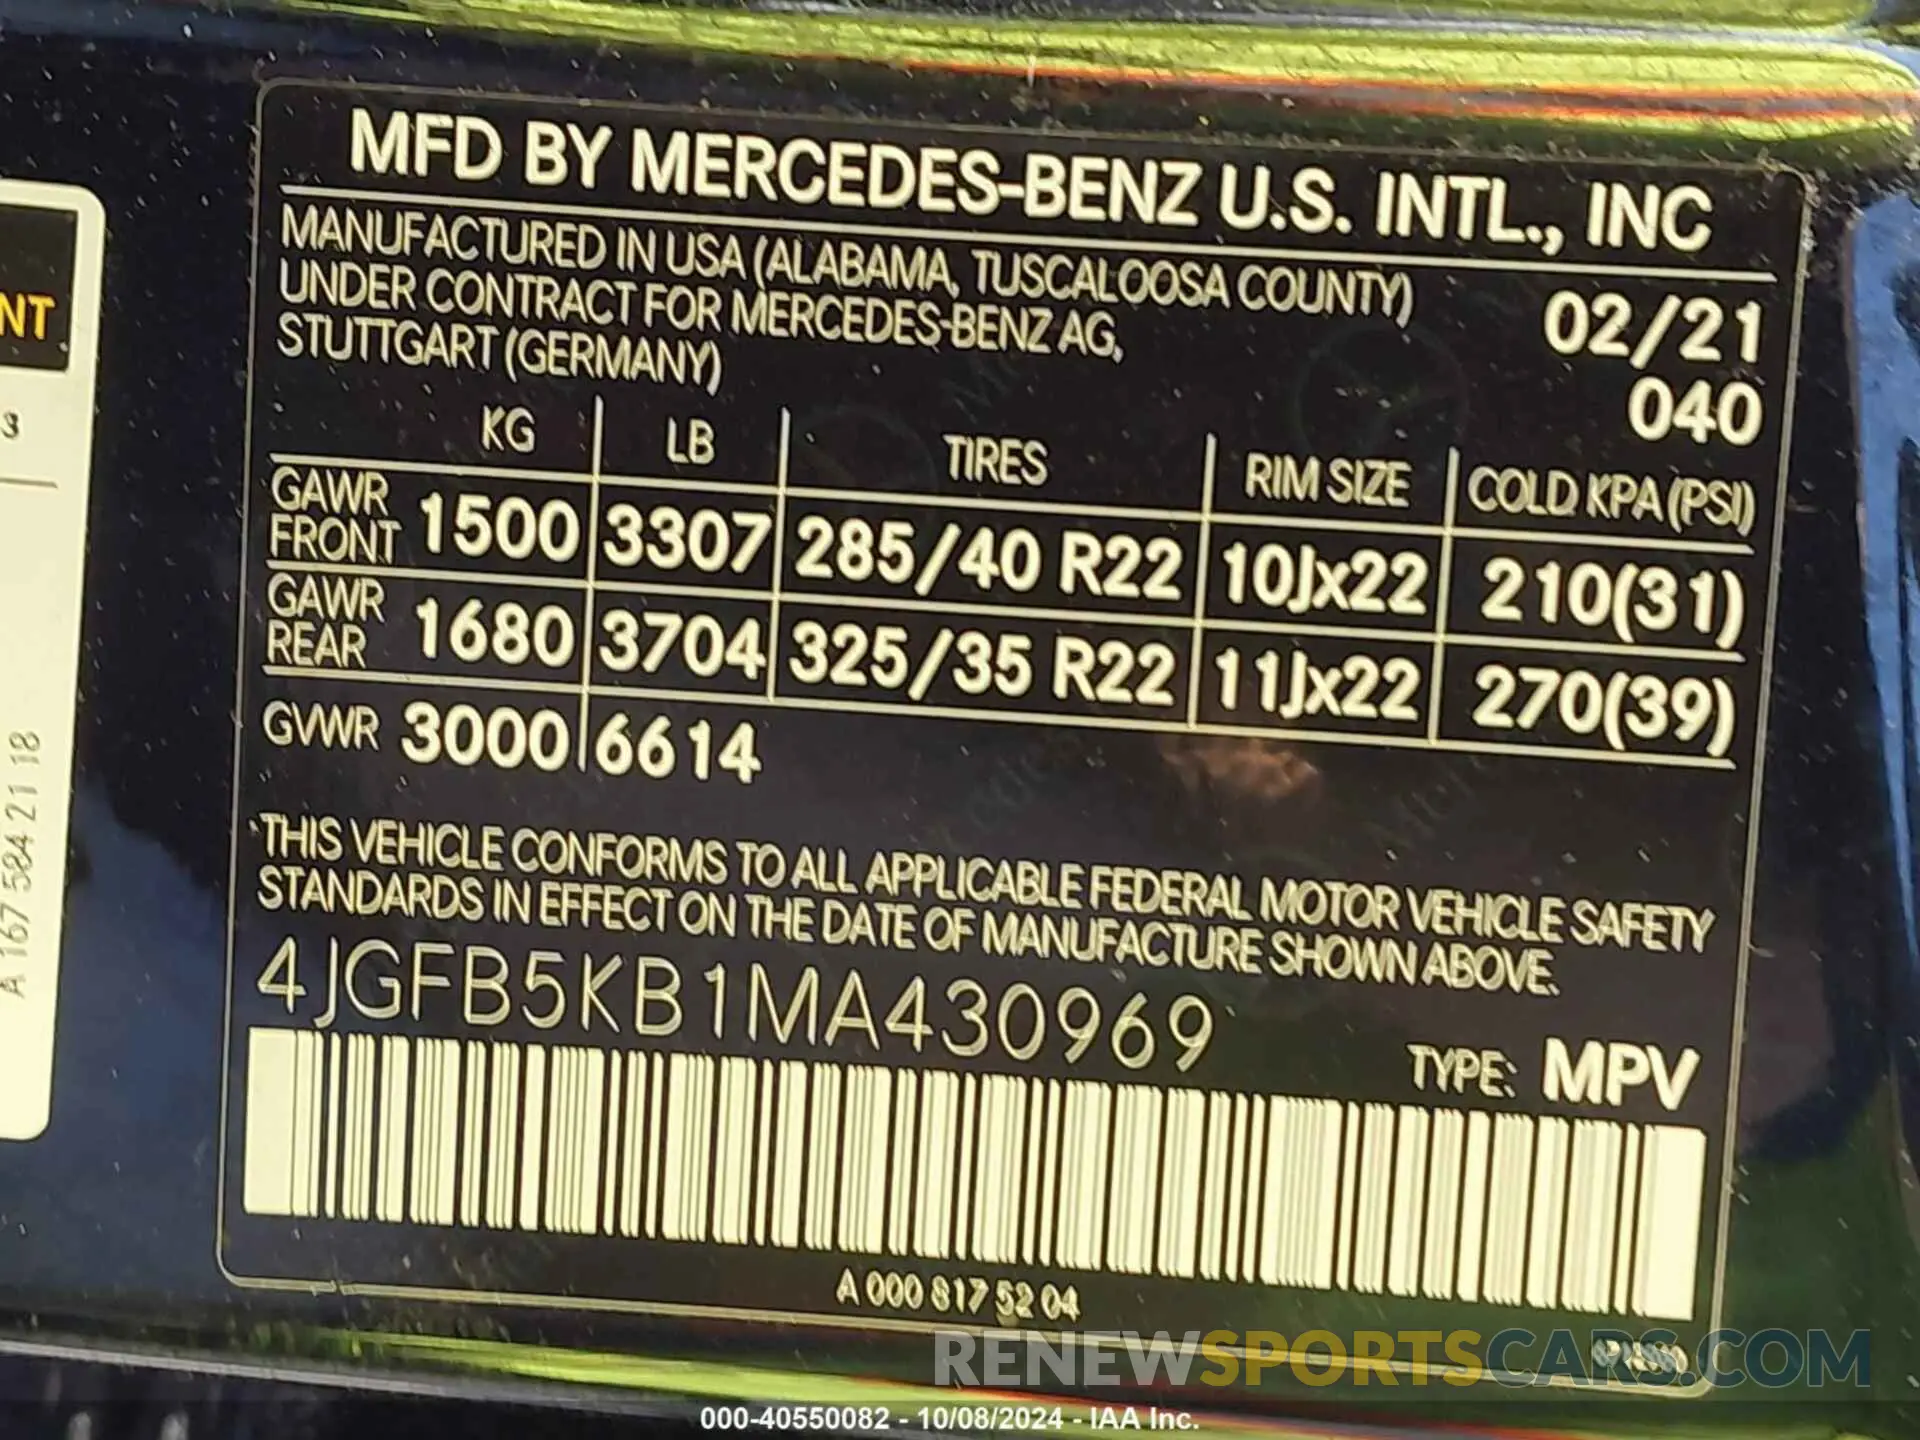 MFD BY MERCEDES-BENZ U.S. INTL., INC
MANUFACTURED IN USA (ALABAMA, TUSCALOOSA COUNTY)
UNDER CONTRACT FOR MERCEDES-BENZ AG,
STUTTGART (GERMANY)
02/21
040
KG LB TIRES RIM SIZE COLD KPA (PSI)
GAWR FRONT 1500 3307 285/40 R22 10Jx22 210(31)
GAWR REAR 1680 3704 325/35 R22 11Jx22 270(39)
GVWR 3000 6614
THIS VEHICLE CONFORMS TO ALL APPLICABLE FEDERAL MOTOR VEHICLE SAFETY
STANDARDS IN EFFECT ON THE DATE OF MANUFACTURE SHOWN ABOVE.
4JGFB5KB1MA430969
TYPE: MPV
A 000 817 52 04
NT
3
A 167 584 21 18
RENEWSPORTSCARS.COM
000-40550082 - 10/08/2024 - IAA Inc.